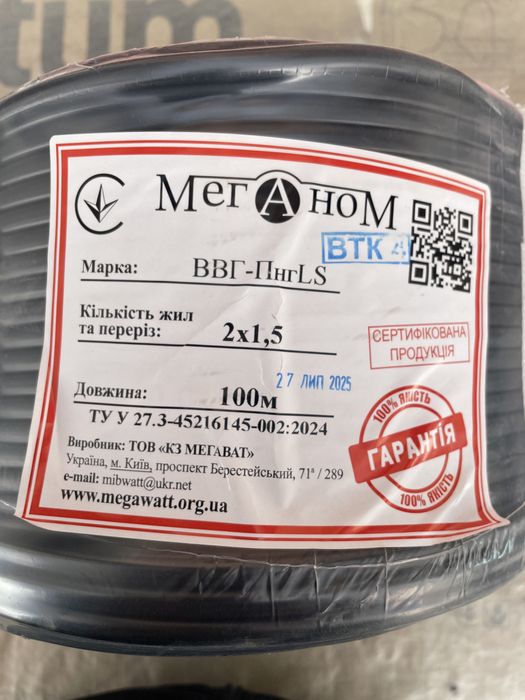 tum
МегАном
ВТК 4
Марка: ВВГ-ПнгLS
Кількість жил
та переріз: 2х1,5
СЕРТИФІКОВАНА
ПРОДУКЦІЯ
27 ЛИП 2025
Довжина: 100м
ТУ У 27.3-45216145-002:2024
100% ЯКІСТЬ
ГАРАНТІЯ
100% ЯКІСТЬ
Виробник: ТОВ «КЗ МЕГАВАТ»
Україна, м. Київ, проспект Берестейський, 71ª / 289
e-mail: mibwatt@ukr.net
www.megawatt.org.ua